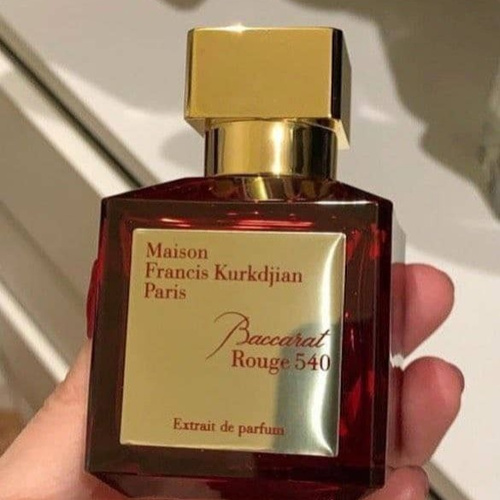 Maison
Francis Kurkdjian
Paris
Baccarat
Rouge 540
Extrait de parfum